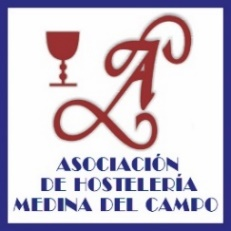 A
ASOCIACIÓN
DE HOSTELERÍA
MEDINA DEL CAMPO